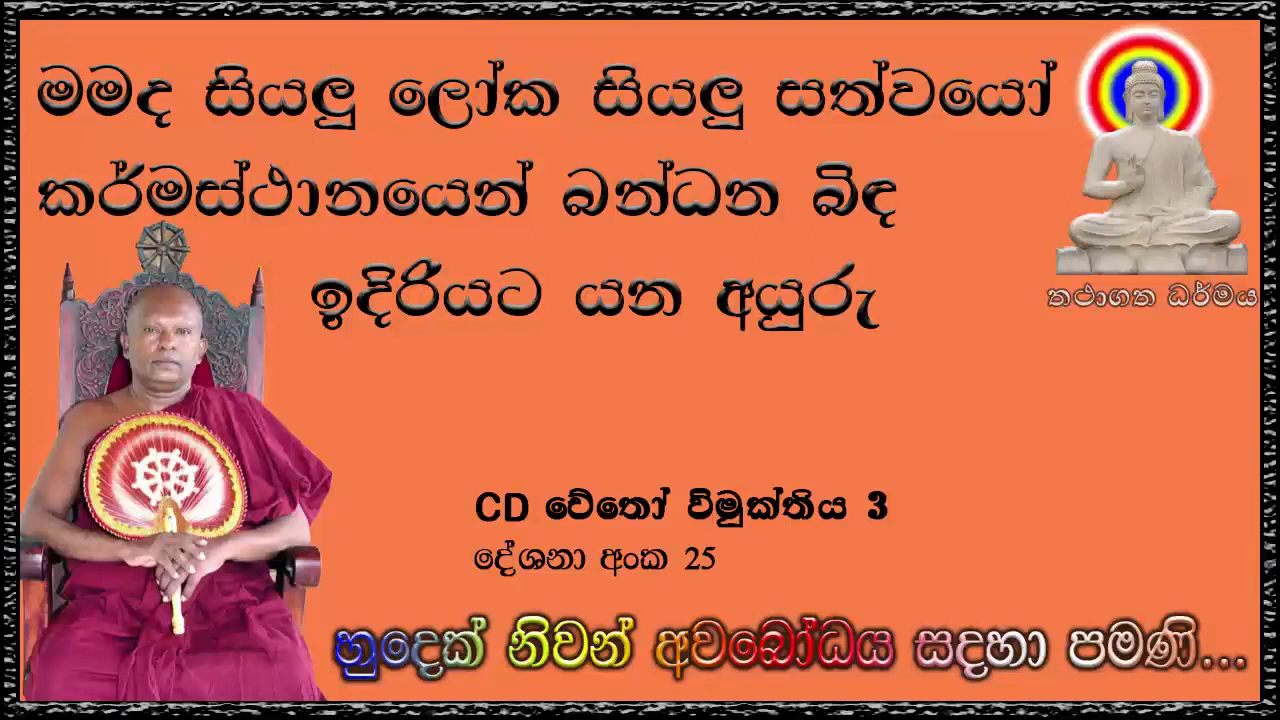 මමද සියලු ලෝක සියලු සත්වයෝ
කර්මස්ථානයෙන් බන්ධන බිඳ
ඉදිරියට යන අයුරු
තථාගත ධර්මය
CD චේතෝ විමුක්තිය 3
දේශනා අංක 25
හුදෙක් නිවන් අවබෝධය සදහා පමණි...